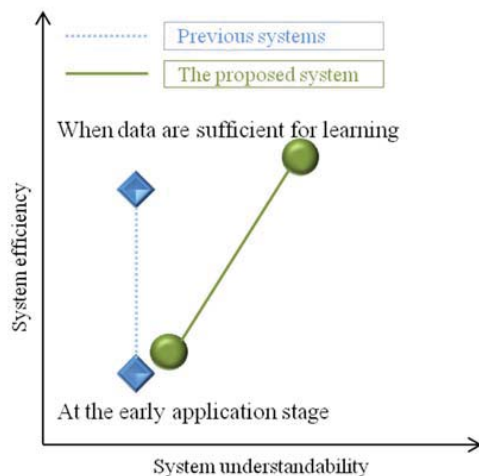 Previous systems
The proposed system
When data are sufficient for learning
System efficiency
At the early application stage
System understandability